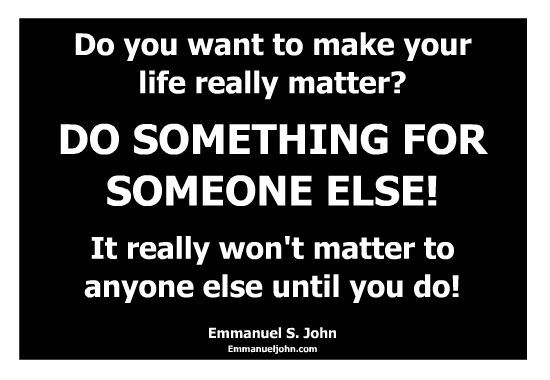 Do you want to make your
life really matter?
DO SOMETHING FOR
SOMEONE ELSE!
It really won't matter to
anyone else until you do!
Emmanuel S. John
Emmanueljohn.com